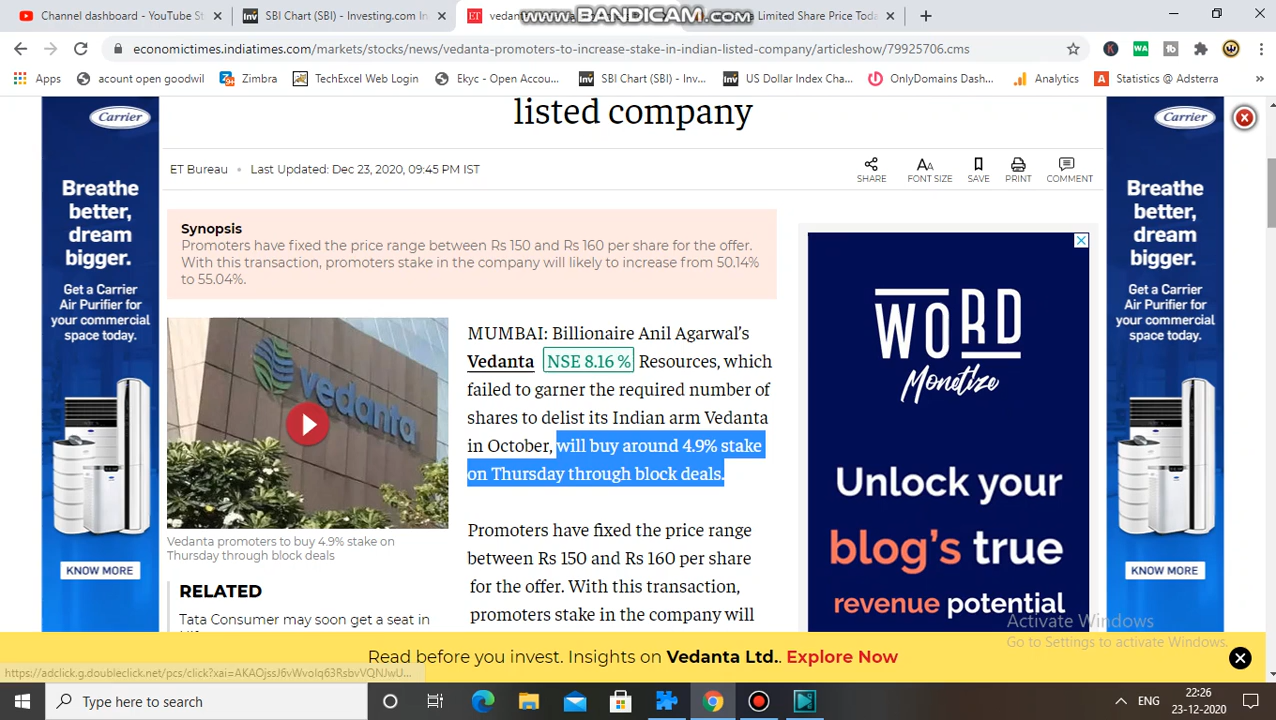 Channel dashboard - YouTube St
SBI Chart (SBI) - Investing.com In
vedanta
www.BANDICAM.com
a Limited Share Price Today
economictimes.indiatimes.com/markets/stocks/news/vedanta-promoters-to-increase-stake-in-indian-listed-company/articleshow/79925706.cms
Apps
acount open goodwil
Zimbra
TechExcel Web Login
Ekyc - Open Accou...
SBI Chart (SBI) - Inv...
US Dollar Index Cha...
OnlyDomains Dash...
Analytics
Statistics @ Adsterra
»
listed company
ET Bureau • Last Updated: Dec 23, 2020, 09:45 PM IST
SHARE
FONT SIZE
SAVE
PRINT
COMMENT
Carrier
Breathe
better,
dream
bigger.
Get a Carrier
Air Purifier for
your commercial
space today.
KNOW MORE
Synopsis
Promoters have fixed the price range between Rs 150 and Rs 160 per share for the offer.
With this transaction, promoters stake in the company will likely to increase from 50.14%
to 55.04%.
vedanta
Vedanta promoters to buy 4.9% stake on
Thursday through block deals
RELATED
Tata Consumer may soon get a seat in
MUMBAI: Billionaire Anil Agarwal's
Vedanta NSE 8.16 % Resources, which
failed to garner the required number of
shares to delist its Indian arm Vedanta
in October, will buy around 4.9% stake
on Thursday through block deals.
Promoters have fixed the price range
between Rs 150 and Rs 160 per share
for the offer. With this transaction,
promoters stake in the company will
WORD
Monetize
Unlock your
blog's true
revenue potential
Carrier
Breathe
better,
dream
bigger.
Get a Carrier
Air Purifier for
your commercial
space today.
KNOW MORE
Activate Windows
Go to Settings to activate Windows.
Read before you invest. Insights on Vedanta Ltd.. Explore Now
https://adclick.g.doubleclick.net/pcs/click?xai=AKAOjssJ6vWvoIq63RsbvVQNJwU...
Type here to search
ENG
22:26
23-12-2020